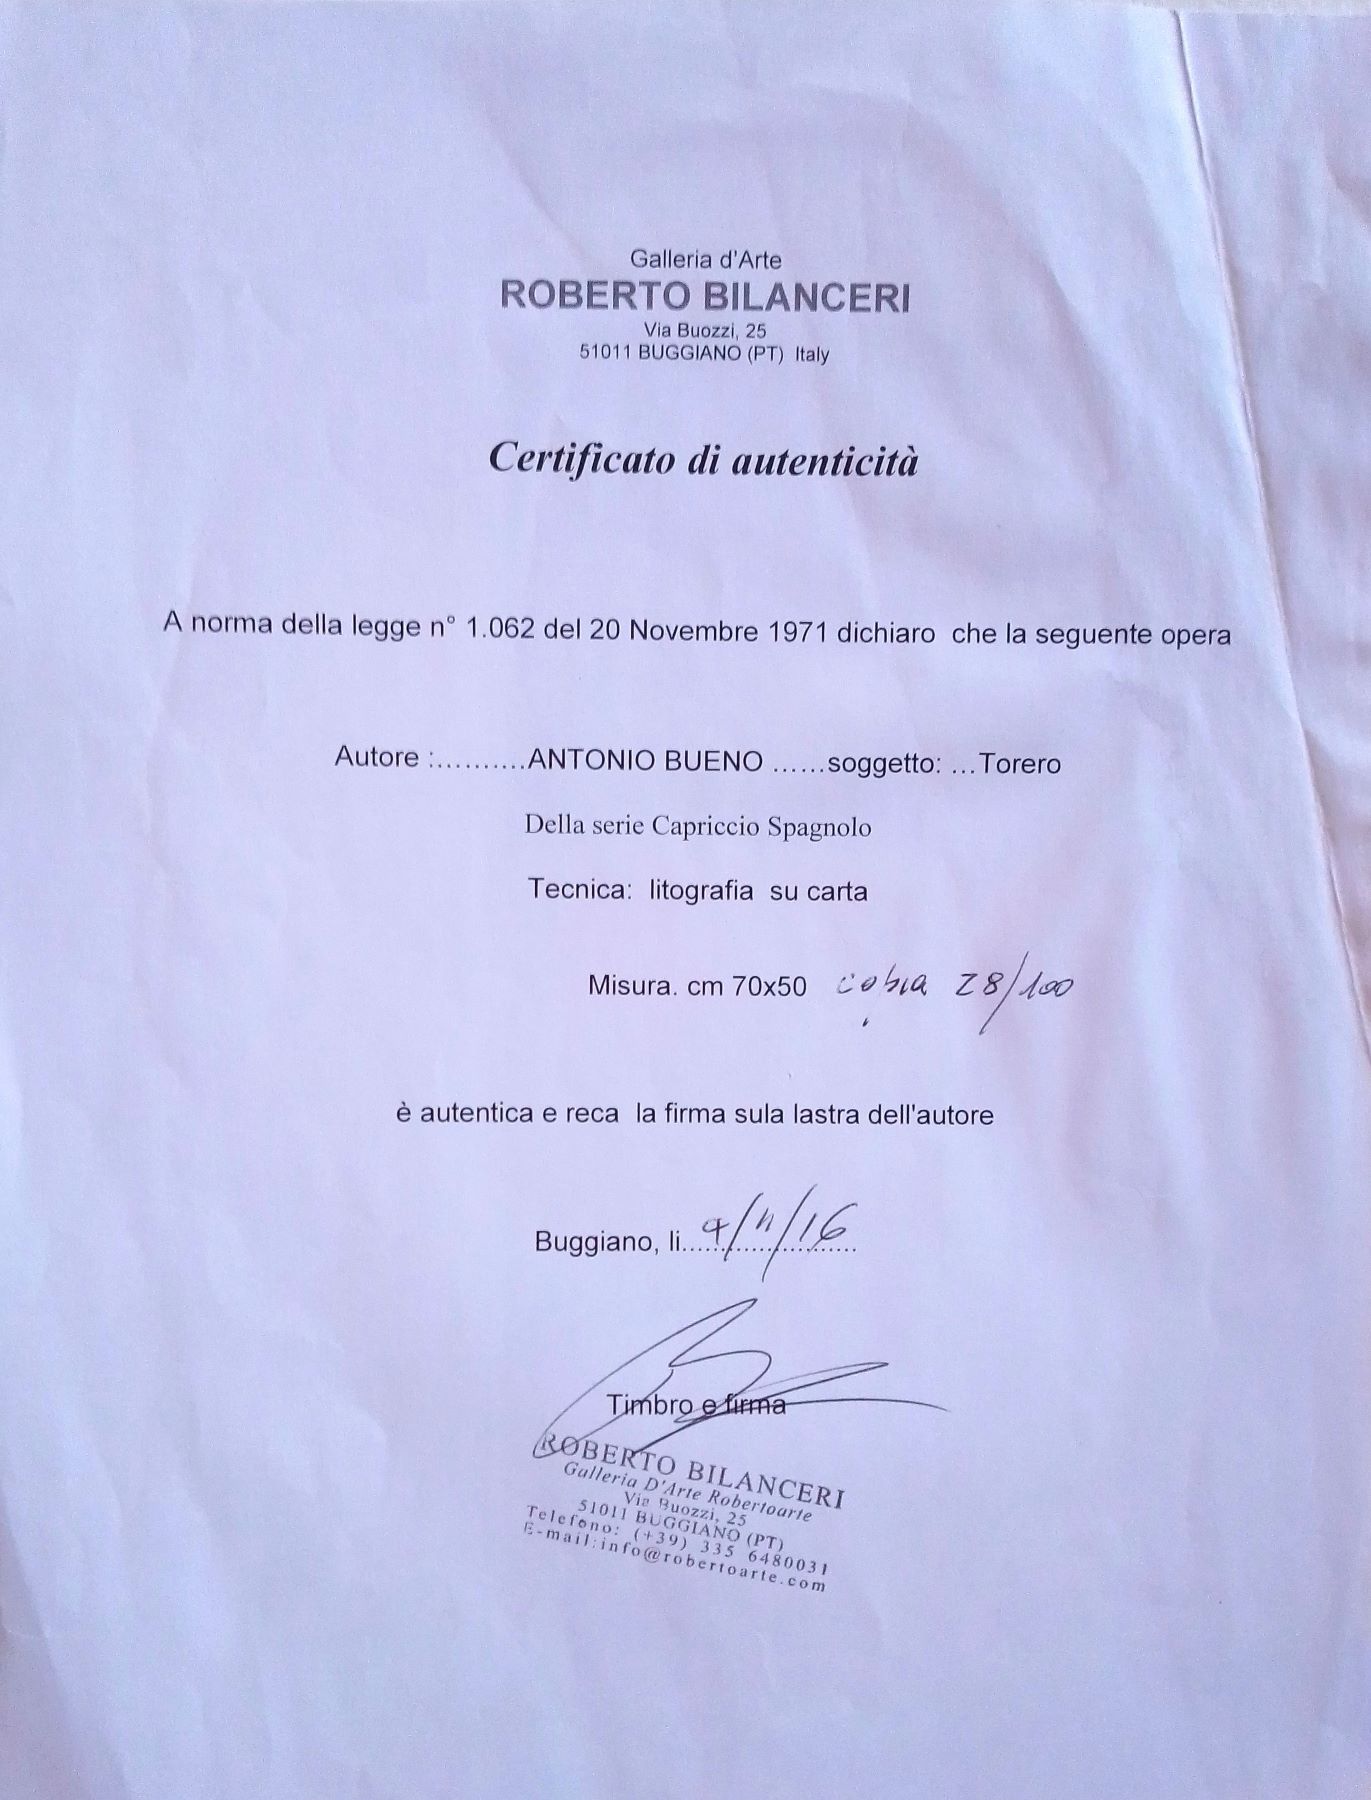 Galleria d'Arte
ROBERTO BILANCERI
Via Buozzi, 25
51011 BUGGIANO (PT) Italy
Certificato di autenticità
A norma della legge n° 1.062 del 20 Novembre 1971 dichiaro che la seguente opera
Autore :..........ANTONIO BUENO ......soggetto: ...Torero
Della serie Capriccio Spagnolo
Tecnica: litografia su carta
Misura. cm 70x50 copia 28/100
è autentica e reca la firma sula lastra dell'autore
Buggiano, li......9/11/16......
Timbro e firma
ROBERTO BILANCERI
Galleria D'Arte Robertoarte
Via Buozzi, 25
51011 BUGGIANO (PT)
Telefono: (+39) 335 6480031
E-mail:info@robertoarte.com